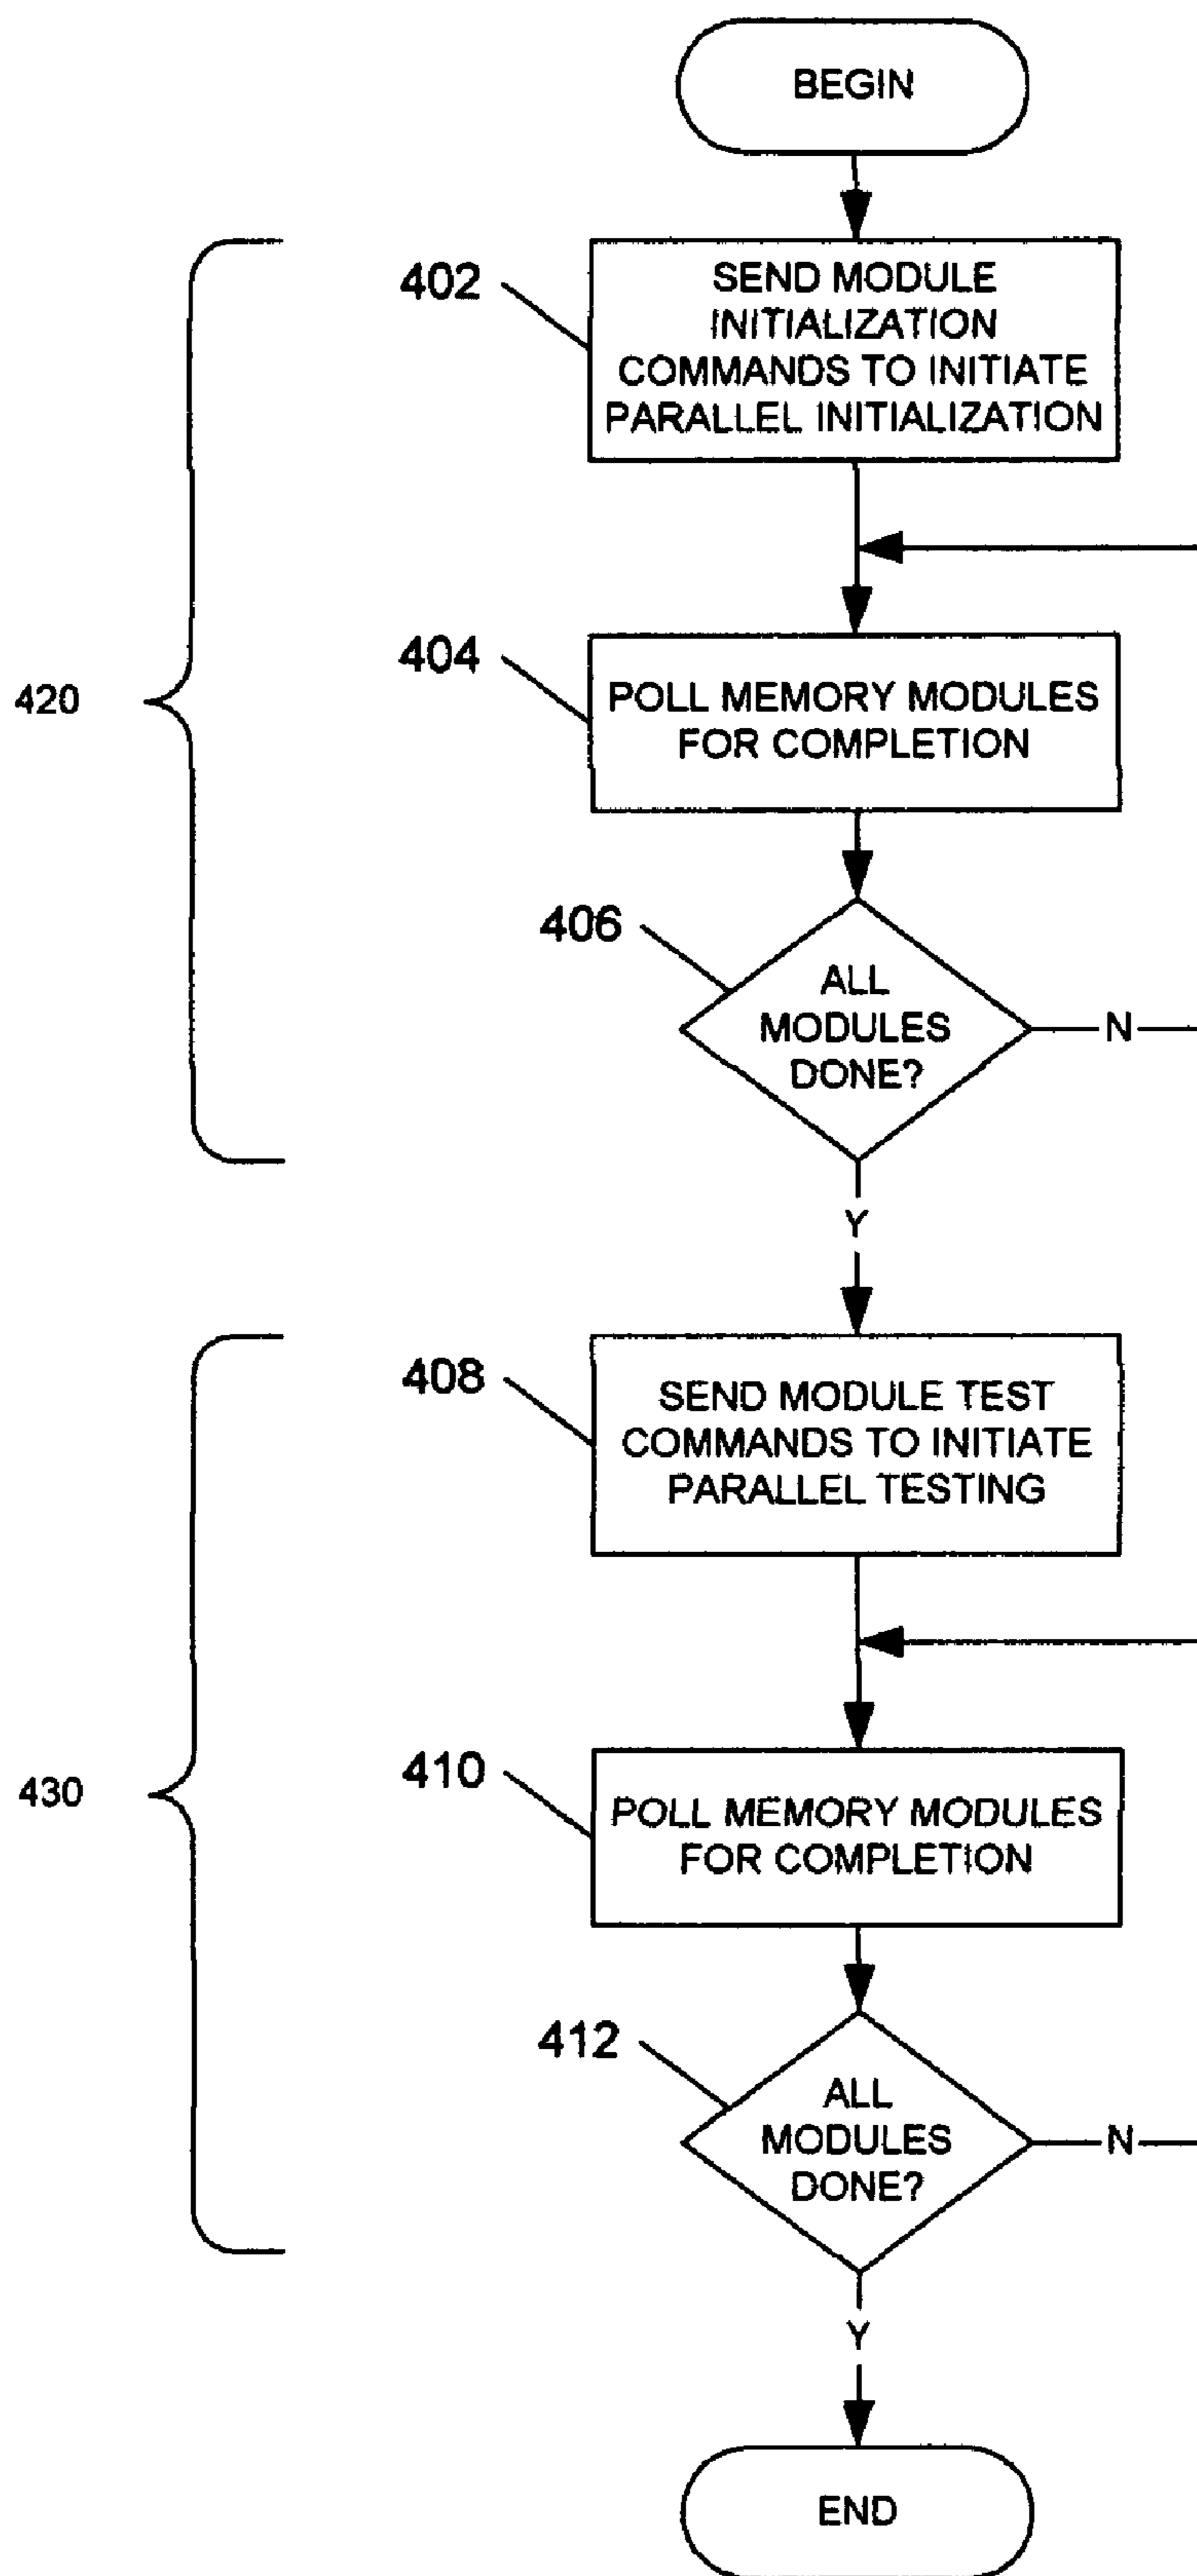 BEGIN
402
SEND MODULE
INITIALIZATION
COMMANDS TO INITIATE
PARALLEL INITIALIZATION
404
POLL MEMORY MODULES
FOR COMPLETION
420
406
ALL
MODULES
DONE?
N
Y
408
SEND MODULE TEST
COMMANDS TO INITIATE
PARALLEL TESTING
410
POLL MEMORY MODULES
FOR COMPLETION
430
412
ALL
MODULES
DONE?
N
Y
END